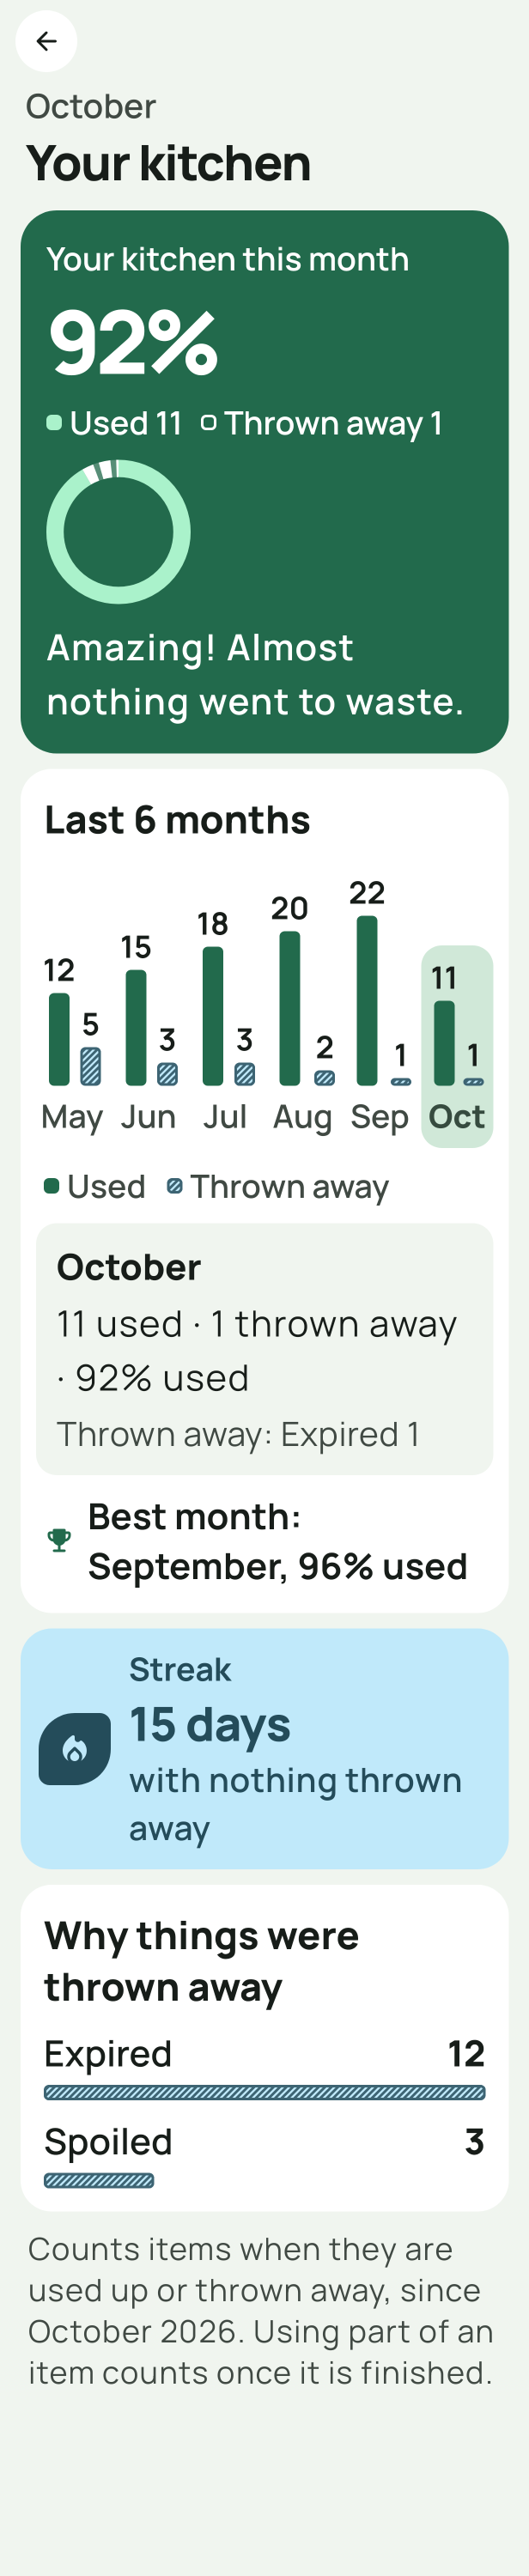 October
Your kitchen
Your kitchen this month
92%
Used 11 Thrown away 1
Amazing! Almost
nothing went to waste.
Last 6 months
12 5 15 3 18 3 20 2 22 1 11 1
May Jun Jul Aug Sep Oct
Used Thrown away
October
11 used · 1 thrown away
· 92% used
Thrown away: Expired 1
Best month:
September, 96% used
Streak
15 days
with nothing thrown
away
Why things were
thrown away
Expired 12
Spoiled 3
Counts items when they are
used up or thrown away, since
October 2026. Using part of an
item counts once it is finished.